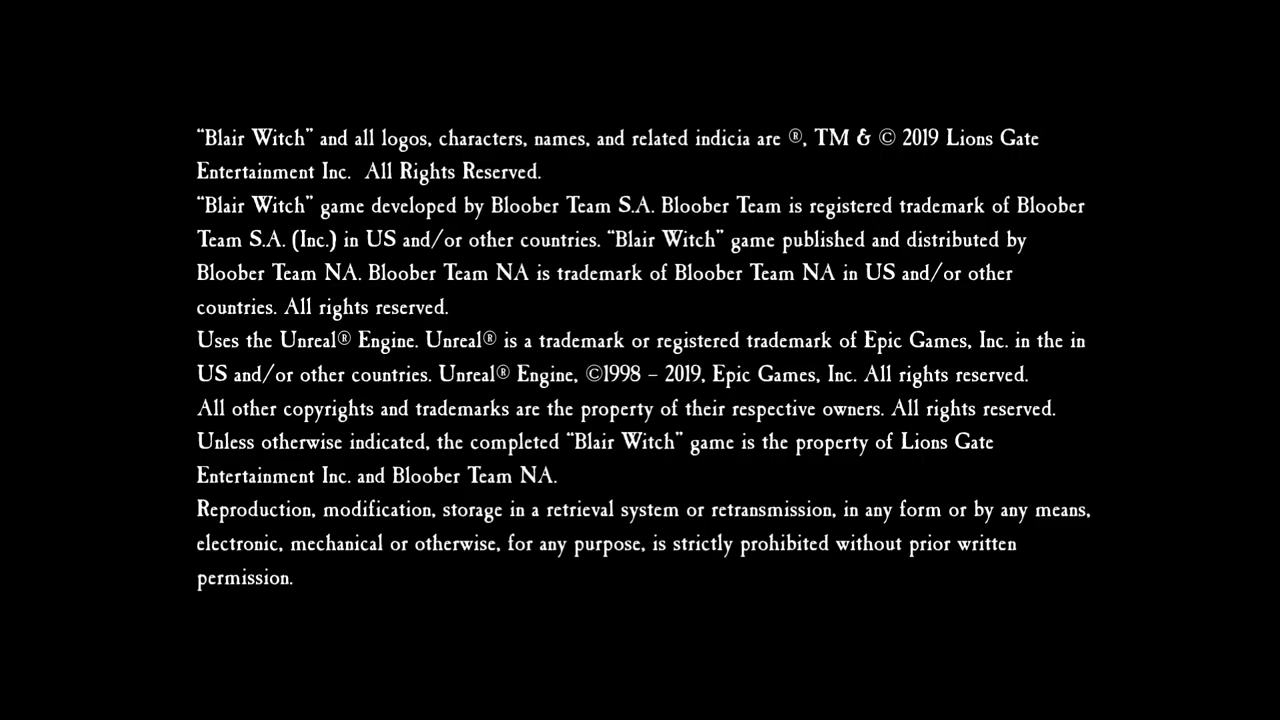 “Blair Witch” and all logos, characters, names, and related indicia are ®, TM & © 2019 Lions Gate
Entertainment Inc.  All Rights Reserved.
“Blair Witch” game developed by Bloober Team S.A. Bloober Team is registered trademark of Bloober
Team S.A. (Inc.) in US and/or other countries. “Blair Witch” game published and distributed by
Bloober Team NA. Bloober Team NA is trademark of Bloober Team NA in US and/or other
countries. All rights reserved.
Uses the Unreal® Engine. Unreal® is a trademark or registered trademark of Epic Games, Inc. in the in
US and/or other countries. Unreal® Engine, ©1998 – 2019, Epic Games, Inc. All rights reserved.
All other copyrights and trademarks are the property of their respective owners. All rights reserved.
Unless otherwise indicated, the completed “Blair Witch” game is the property of Lions Gate
Entertainment Inc. and Bloober Team NA.
Reproduction, modification, storage in a retrieval system or retransmission, in any form or by any means,
electronic, mechanical or otherwise, for any purpose, is strictly prohibited without prior written
permission.